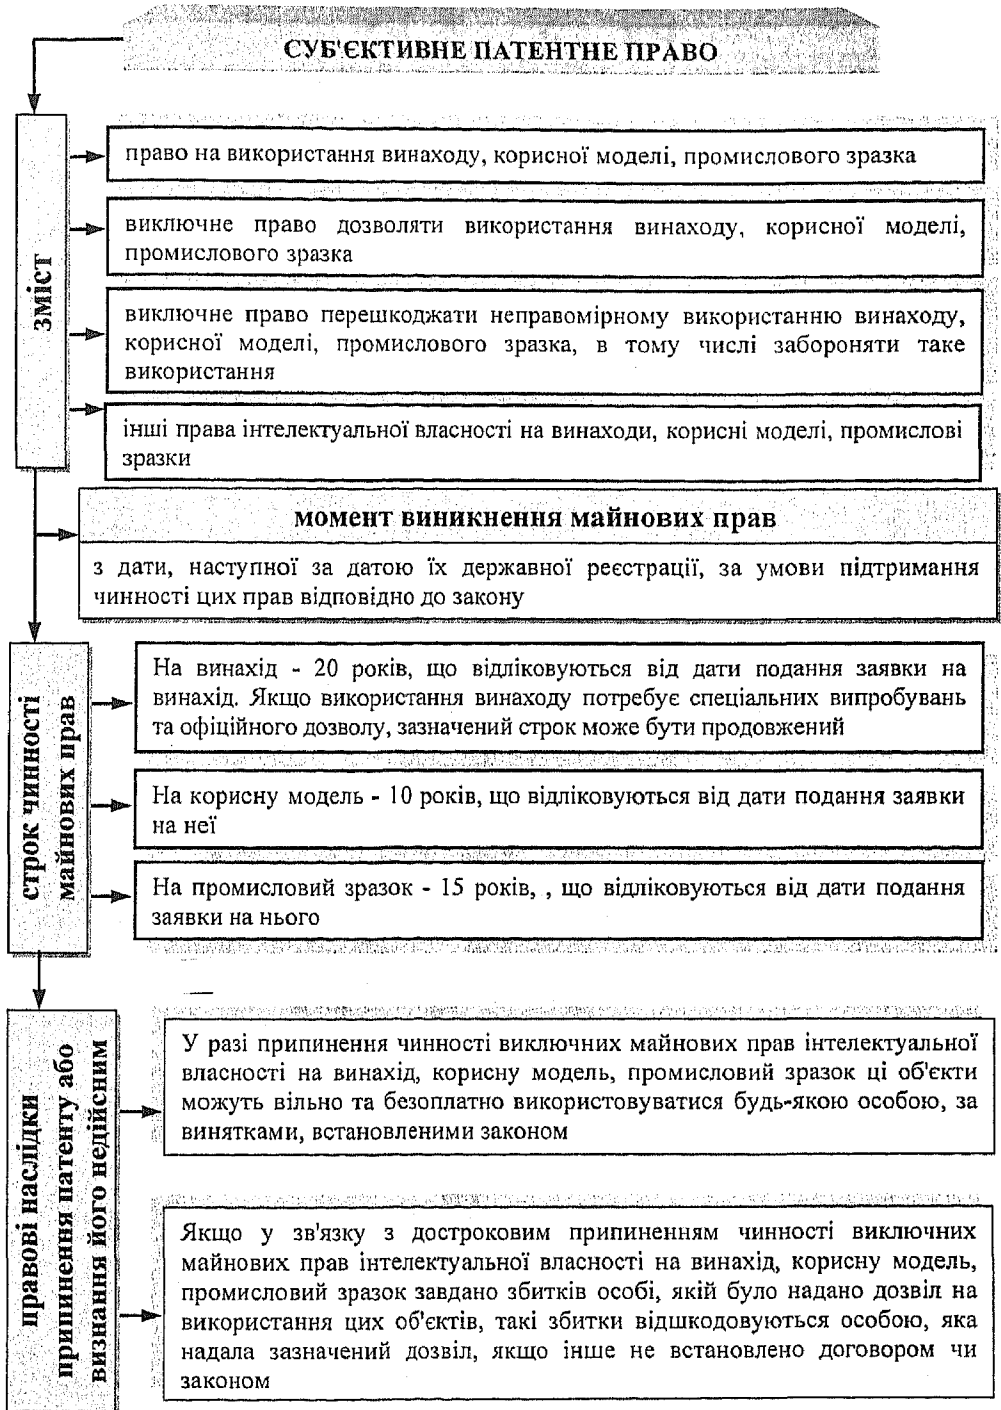 СУБ'ЄКТИВНЕ ПАТЕНТНЕ ПРАВО
зміст
право на використання винаходу, корисної моделі, промислового зразка
виключне право дозволяти використання винаходу, корисної моделі,
промислового зразка
виключне право перешкоджати неправомірному використанню винаходу,
корисної моделі, промислового зразка, в тому числі забороняти таке
використання
інші права інтелектуальної власності на винаходи, корисні моделі, промислові
зразки
момент виникнення майнових прав
з дати, наступної за датою їх державної реєстрації, за умови підтримання
чинності цих прав відповідно до закону
строк чинності
майнових прав
На винахід - 20 років, що відліковуються від дати подання заявки на
винахід. Якщо використання винаходу потребує спеціальних випробувань
та офіційного дозволу, зазначений строк може бути продовжений
На корисну модель - 10 років, що відліковуються від дати подання заявки
на неї
На промисловий зразок - 15 років, , що відліковуються від дати подання
заявки на нього
правові наслідки
припинення патенту або
визнання його недійсним
У разі припинення чинності виключних майнових прав інтелектуальної
власності на винахід, корисну модель, промисловий зразок ці об'єкти
можуть вільно та безоплатно використовуватися будь-якою особою, за
винятками, встановленими законом
Якщо у зв'язку з достроковим припиненням чинності виключних
майнових прав інтелектуальної власності на винахід, корисну модель,
промисловий зразок завдано збитків особі, якій було надано дозвіл на
використання цих об'єктів, такі збитки відшкодовуються особою, яка
надала зазначений дозвіл, якщо інше не встановлено договором чи
законом